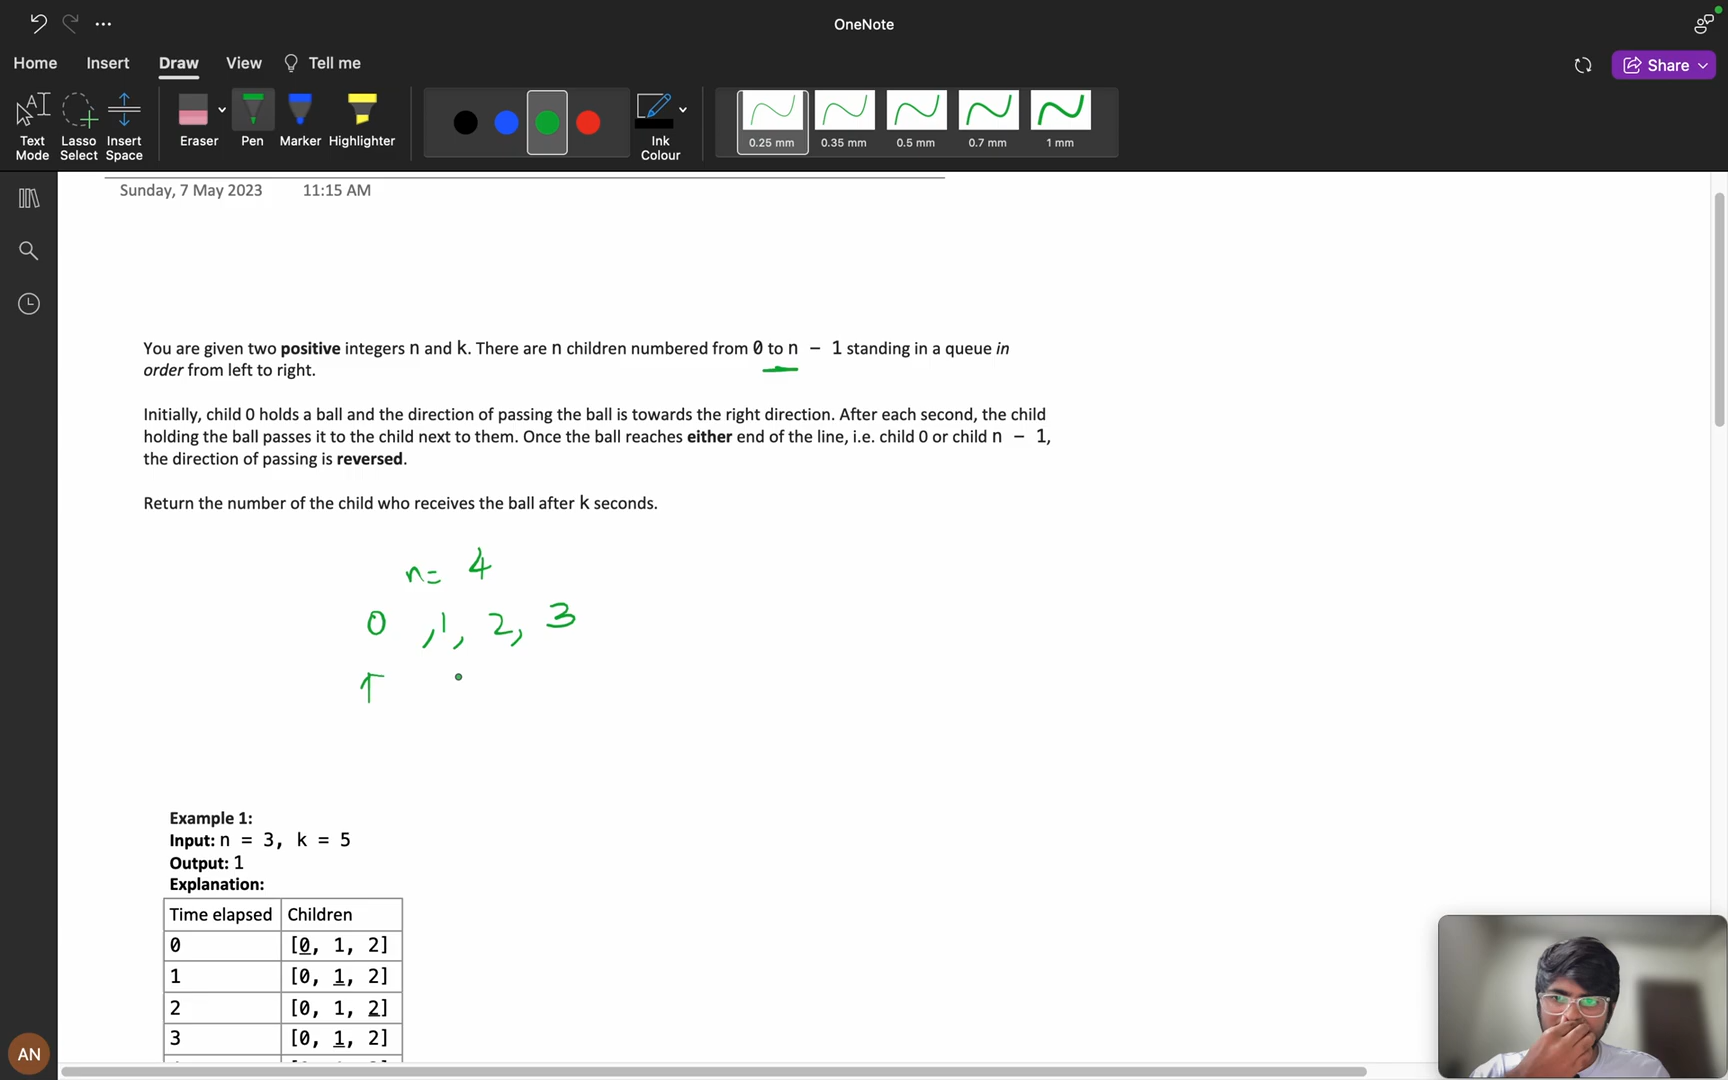 OneNote
Home Insert Draw View Tell me
Share
Text Mode
Lasso Select
Insert Space
Eraser
Pen
Marker
Highlighter
Ink Colour
0.25 mm
0.35 mm
0.5 mm
0.7 mm
1 mm
Sunday, 7 May 2023 11:15 AM
You are given two positive integers n and k. There are n children numbered from 0 to n - 1 standing in a queue in
order from left to right.
Initially, child 0 holds a ball and the direction of passing the ball is towards the right direction. After each second, the child
holding the ball passes it to the child next to them. Once the ball reaches either end of the line, i.e. child 0 or child n - 1,
the direction of passing is reversed.
Return the number of the child who receives the ball after k seconds.
n= 4
0 ,1, 2, 3
↑
Example 1:
Input: n = 3, k = 5
Output: 1
Explanation:
Time elapsed Children
0 [0, 1, 2]
1 [0, 1, 2]
2 [0, 1, 2]
3 [0, 1, 2]
AN